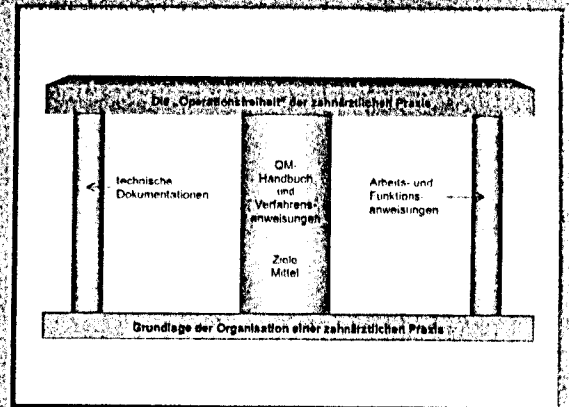 Die „Operationsfreiheit" der zahnärztlichen Praxis
technische
Dokumentationen
QM-
Handbuch
und
Verfahrens
anweisungen
Ziele
Mittel
Arbeits- und
Funktions
anweisungen
Grundlage der Organisation einer zahnärztlichen Praxis